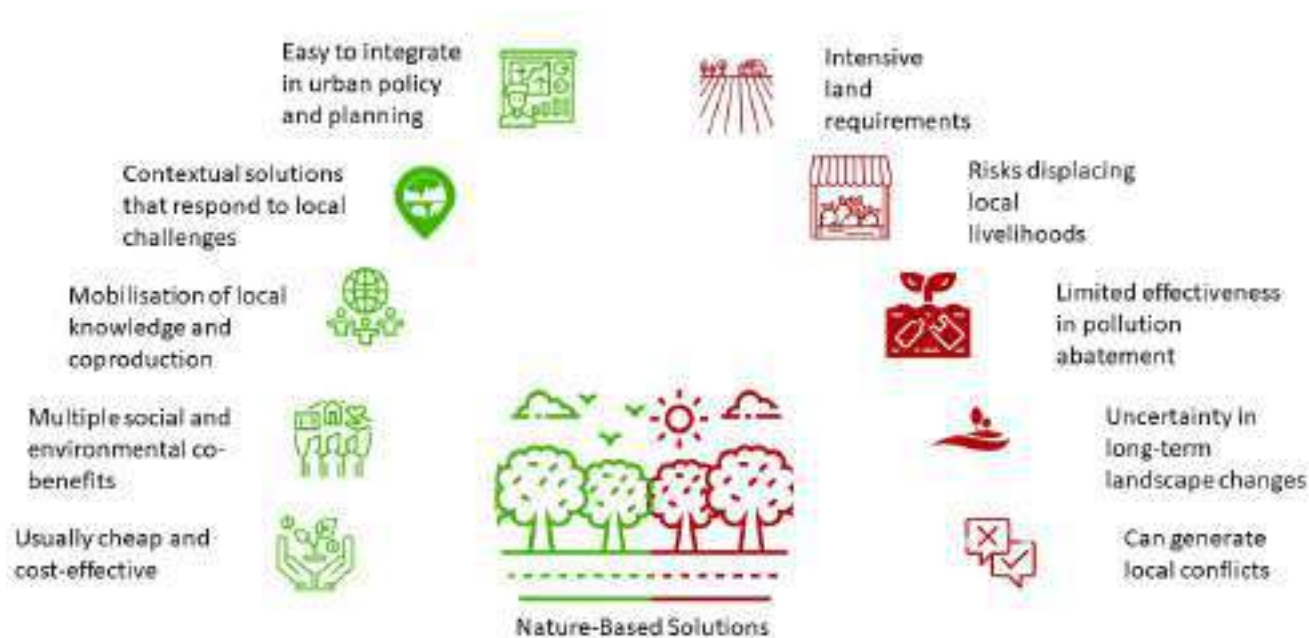 Easy to integrate
in urban policy
and planning
Contextual solutions
that respond to local
challenges
Mobilisation of local
knowledge and
coproduction
Multiple social and
environmental co-
benefits
Usually cheap and
cost-effective
Intensive
land
requirements
Risks displacing
local
livelihoods
Limited effectiveness
in pollution
abatement
Uncertainty in
long-term
landscape changes
Can generate
local conflicts
Nature-Based Solutions